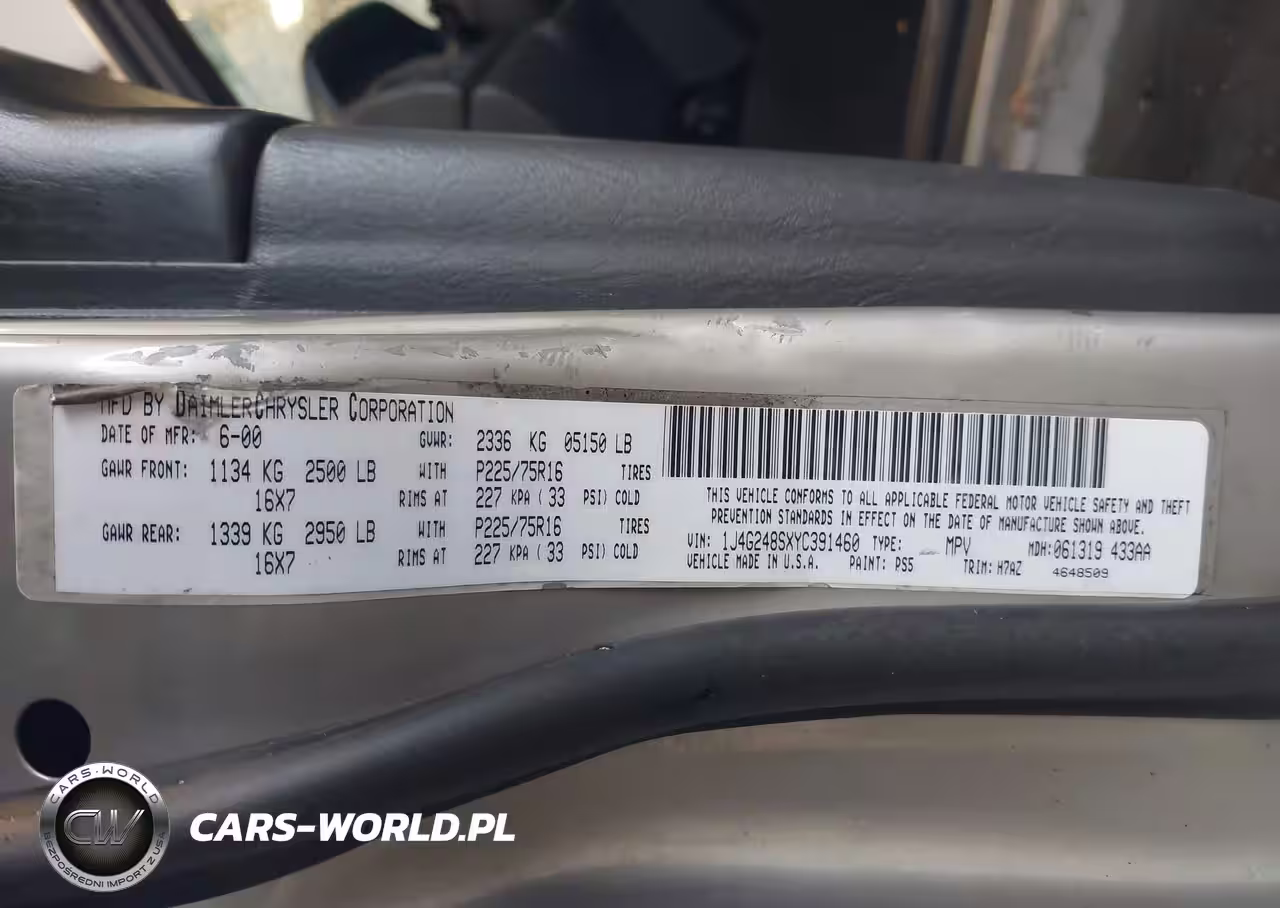 MFD BY DAIMLERCHRYSLER CORPORATION
DATE OF MFR: 6-00 GVWR: 2336 KG 05150 LB
GAWR FRONT: 1134 KG 2500 LB WITH P225/75R16 TIRES
16X7 RIMS AT 227 KPA ( 33 PSI) COLD
GAWR REAR: 1339 KG 2950 LB WITH P225/75R16 TIRES
16X7 RIMS AT 227 KPA ( 33 PSI) COLD
THIS VEHICLE CONFORMS TO ALL APPLICABLE FEDERAL MOTOR VEHICLE SAFETY AND THEFT
PREVENTION STANDARDS IN EFFECT ON THE DATE OF MANUFACTURE SHOWN ABOVE.
VIN: 1J4G248SXYC391460 TYPE: MPV MDH:061319 433AA
VEHICLE MADE IN U.S.A. PAINT: PS5 TRIM: H7AZ 4648509
CARS-WORLD
CW
BEZPOŚREDNI IMPORT Z USA
CARS-WORLD.PL